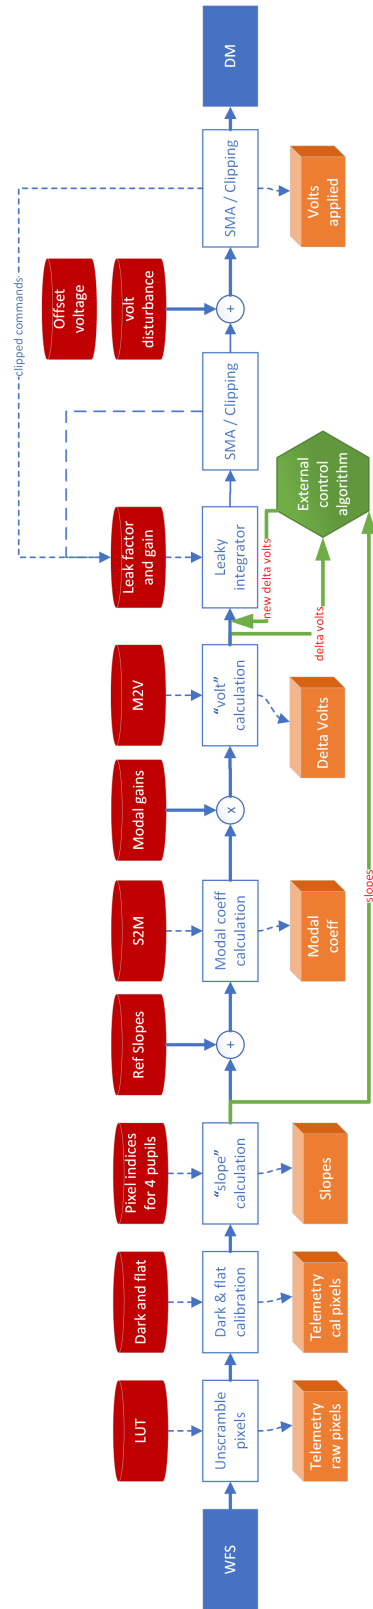 WFS
LUT
Unscramble
pixels
Telemetry
raw pixels
Dark and flat
Dark & flat
calibration
Telemetry
cal pixels
Pixel indices
for 4 pupils
"slope"
calculation
Slopes
Ref Slopes
+
slopes
S2M
Modal coeff
calculation
Modal
coeff
Modal gains
x
M2V
"volt"
calculation
Delta Volts
delta volts
new delta volts
External
control
algorithm
Leak factor
and gain
Leaky
integrator
SMA / Clipping
clipped commands
Offset
voltage
volt
disturbance
+
SMA / Clipping
Volts
applied
DM